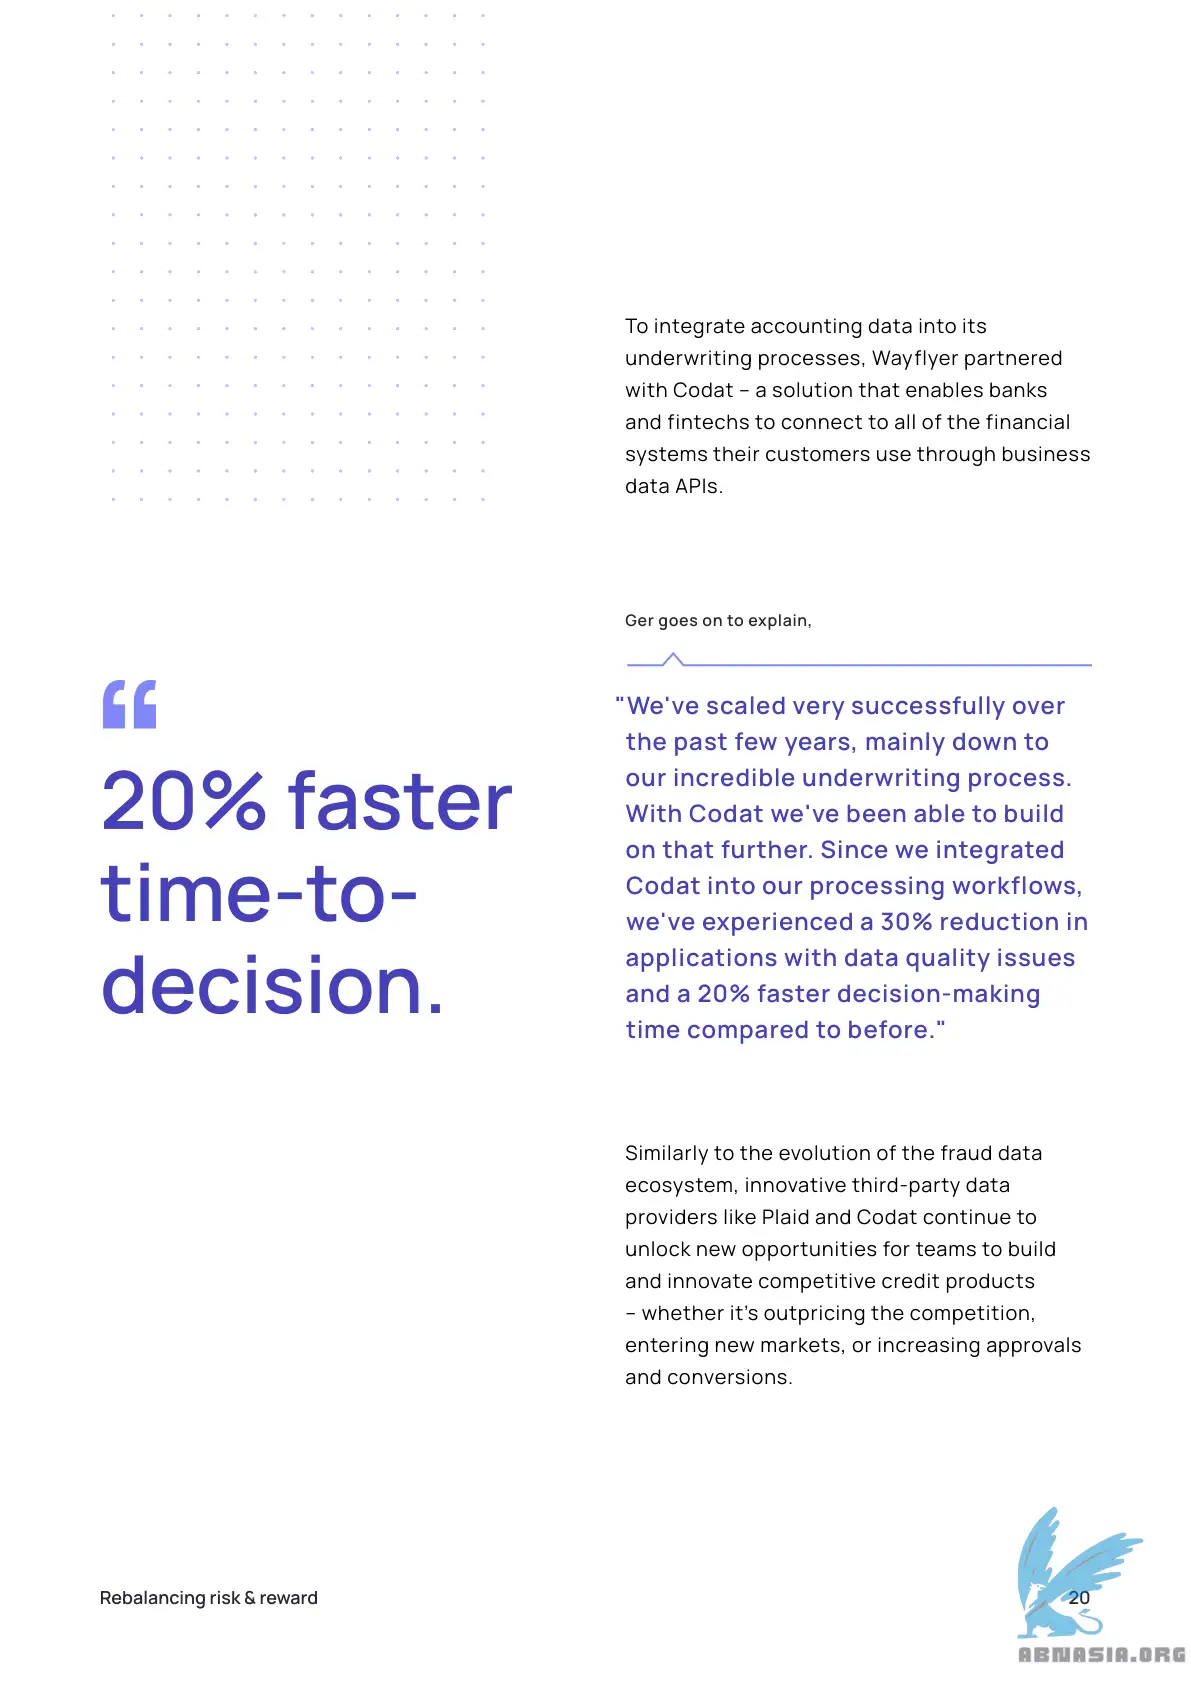 To integrate accounting data into its
underwriting processes, Wayflyer partnered
with Codat – a solution that enables banks
and fintechs to connect to all of the financial
systems their customers use through business
data APIs.
Ger goes on to explain,
"We've scaled very successfully over
the past few years, mainly down to
our incredible underwriting process.
With Codat we've been able to build
on that further. Since we integrated
Codat into our processing workflows,
we've experienced a 30% reduction in
applications with data quality issues
and a 20% faster decision-making
time compared to before."
“
20% faster
time-to-
decision.
Similarly to the evolution of the fraud data
ecosystem, innovative third-party data
providers like Plaid and Codat continue to
unlock new opportunities for teams to build
and innovate competitive credit products
– whether it’s outpricing the competition,
entering new markets, or increasing approvals
and conversions.
Rebalancing risk & reward
20
ABNASIA.ORG